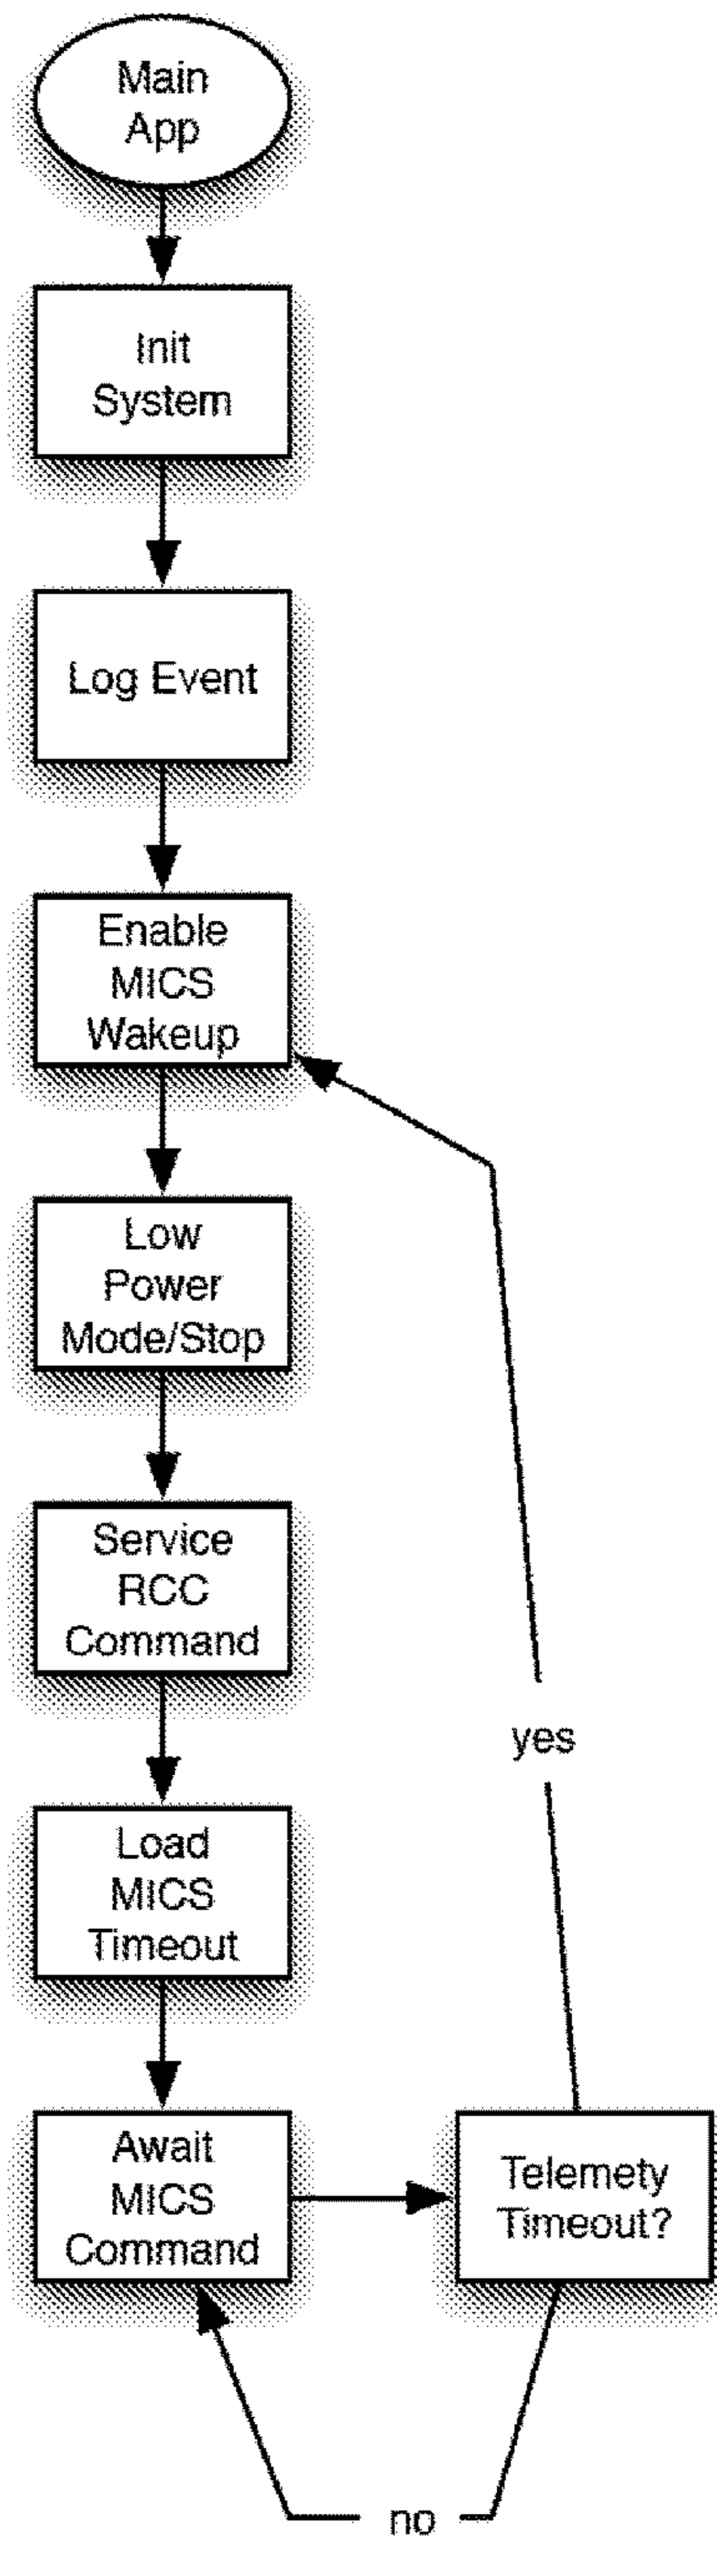 Main
App
Init
System
Log Event
Enable
MICS
Wakeup
Low
Power
Mode/Stop
Service
RCC
Command
yes
Load
MICS
Timeout
Await
MICS
Command
Telemety
Timeout?
no